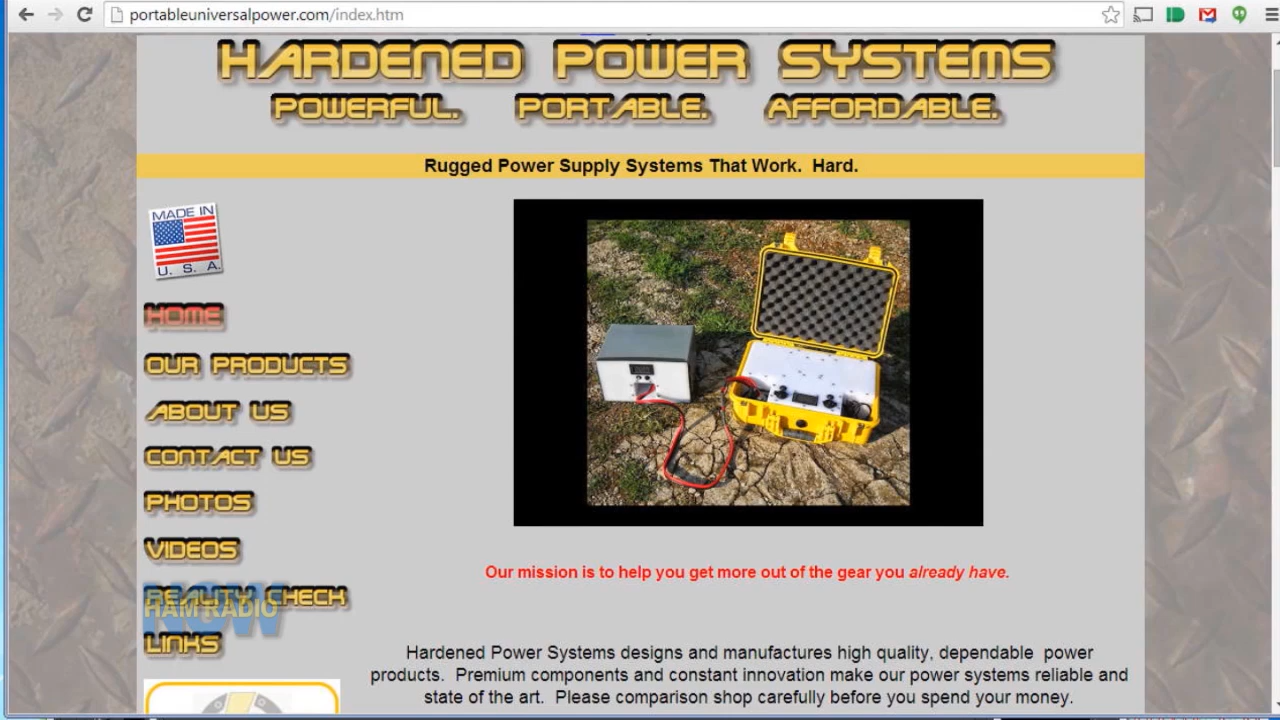 portableuniversalpower.com/index.htm
HARDENED POWER SYSTEMS
POWERFUL. PORTABLE. AFFORDABLE.
Rugged Power Supply Systems That Work. Hard.
MADE IN
U. S. A.
HOME
OUR PRODUCTS
ABOUT US
CONTACT US
PHOTOS
VIDEOS
REALITY CHECK
HAM RADIO
NOW
LINKS
Our mission is to help you get more out of the gear you already have.
Hardened Power Systems designs and manufactures high quality, dependable power
products. Premium components and constant innovation make our power systems reliable and
state of the art. Please comparison shop carefully before you spend your money.